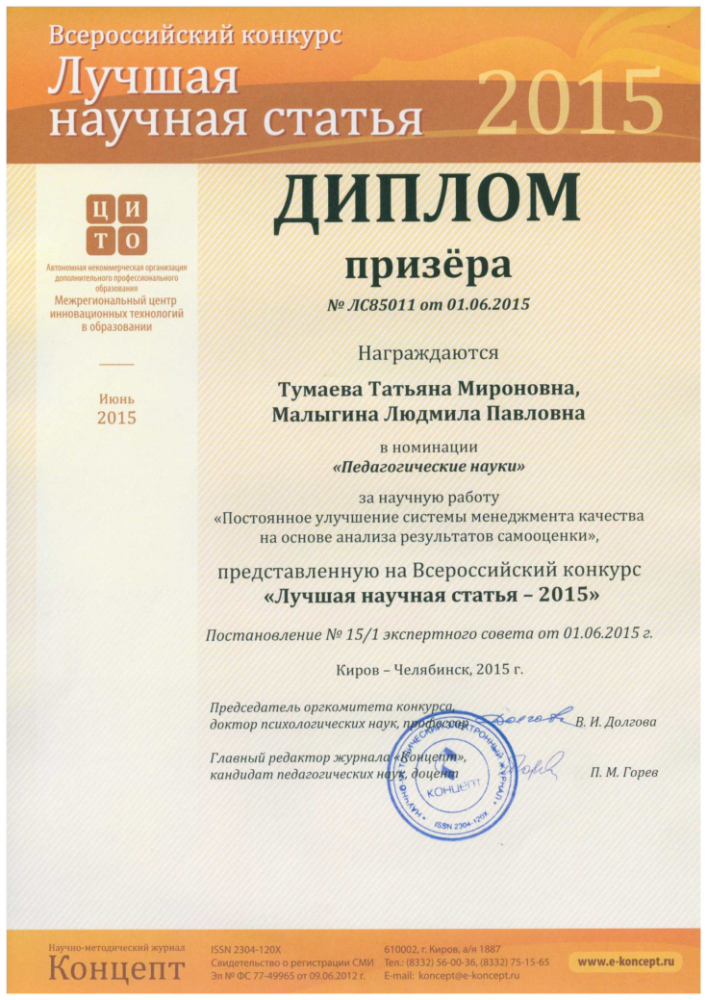 Всероссийский конкурс
Лучшая
научная статья
2015
ДИПЛОМ
призёра
№ ЛС85011 от 01.06.2015
ЦИ
ТО
Автономная некоммерческая организация
дополнительного профессионального
образования
Межрегиональный центр
инновационных технологий
в образовании
Июнь
2015
Награждаются
Тумаева Татьяна Мироновна,
Малыгина Людмила Павловна
в номинации
«Педагогические науки»
за научную работу
«Постоянное улучшение системы менеджмента качества
на основе анализа результатов самооценки»,
представленную на Всероссийский конкурс
«Лучшая научная статья – 2015»
Постановление № 15/1 экспертного совета от 01.06.2015 г.
Киров – Челябинск, 2015 г.
Председатель оргкомитета конкурса,
доктор психологических наук, профессор
В. И. Долгова
Главный редактор журнала «Концепт»,
кандидат педагогических наук, доцент
П. М. Горев
НАУЧНО-МЕТОДИЧЕСКИЙ ЭЛЕКТРОННЫЙ ЖУРНАЛ
КОНЦЕПТ
ISSN 2304-120X
Научно-методический журнал
Концепт
ISSN 2304-120X
Свидетельство о регистрации СМИ
Эл № ФС 77-49965 от 09.06.2012 г.
610002, г. Киров, а/я 1887
Тел.: (8332) 56-00-36, (8332) 75-15-65
E-mail: koncept@e-koncept.ru
www.e-koncept.ru